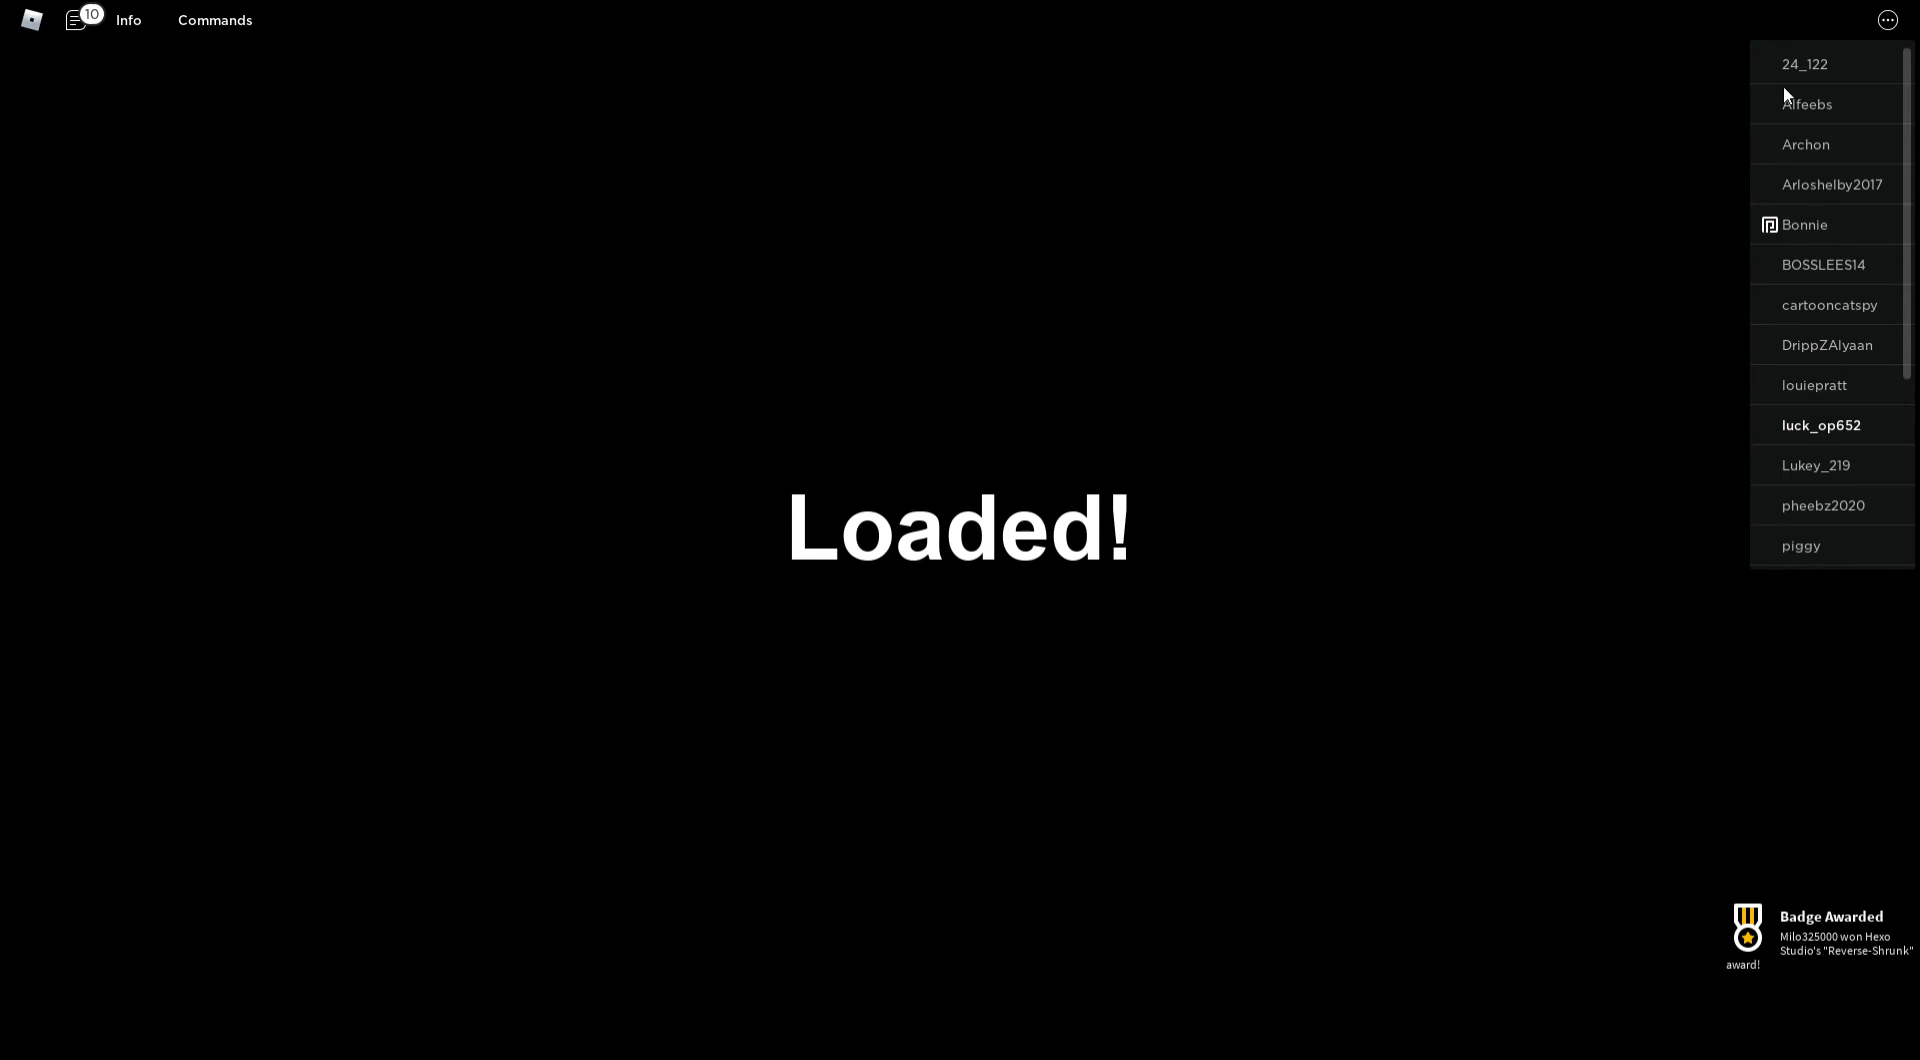 10
Info
Commands
24_122
Alfeebs
Archon
Arloshelby2017
Bonnie
BOSSLEES14
cartooncatspy
DrippZAlyaan
louiepratt
luck_op652
Lukey_219
pheebz2020
piggy
Loaded!
Badge Awarded
Milo325000 won Hexo
Studio's "Reverse-Shrunk"
award!